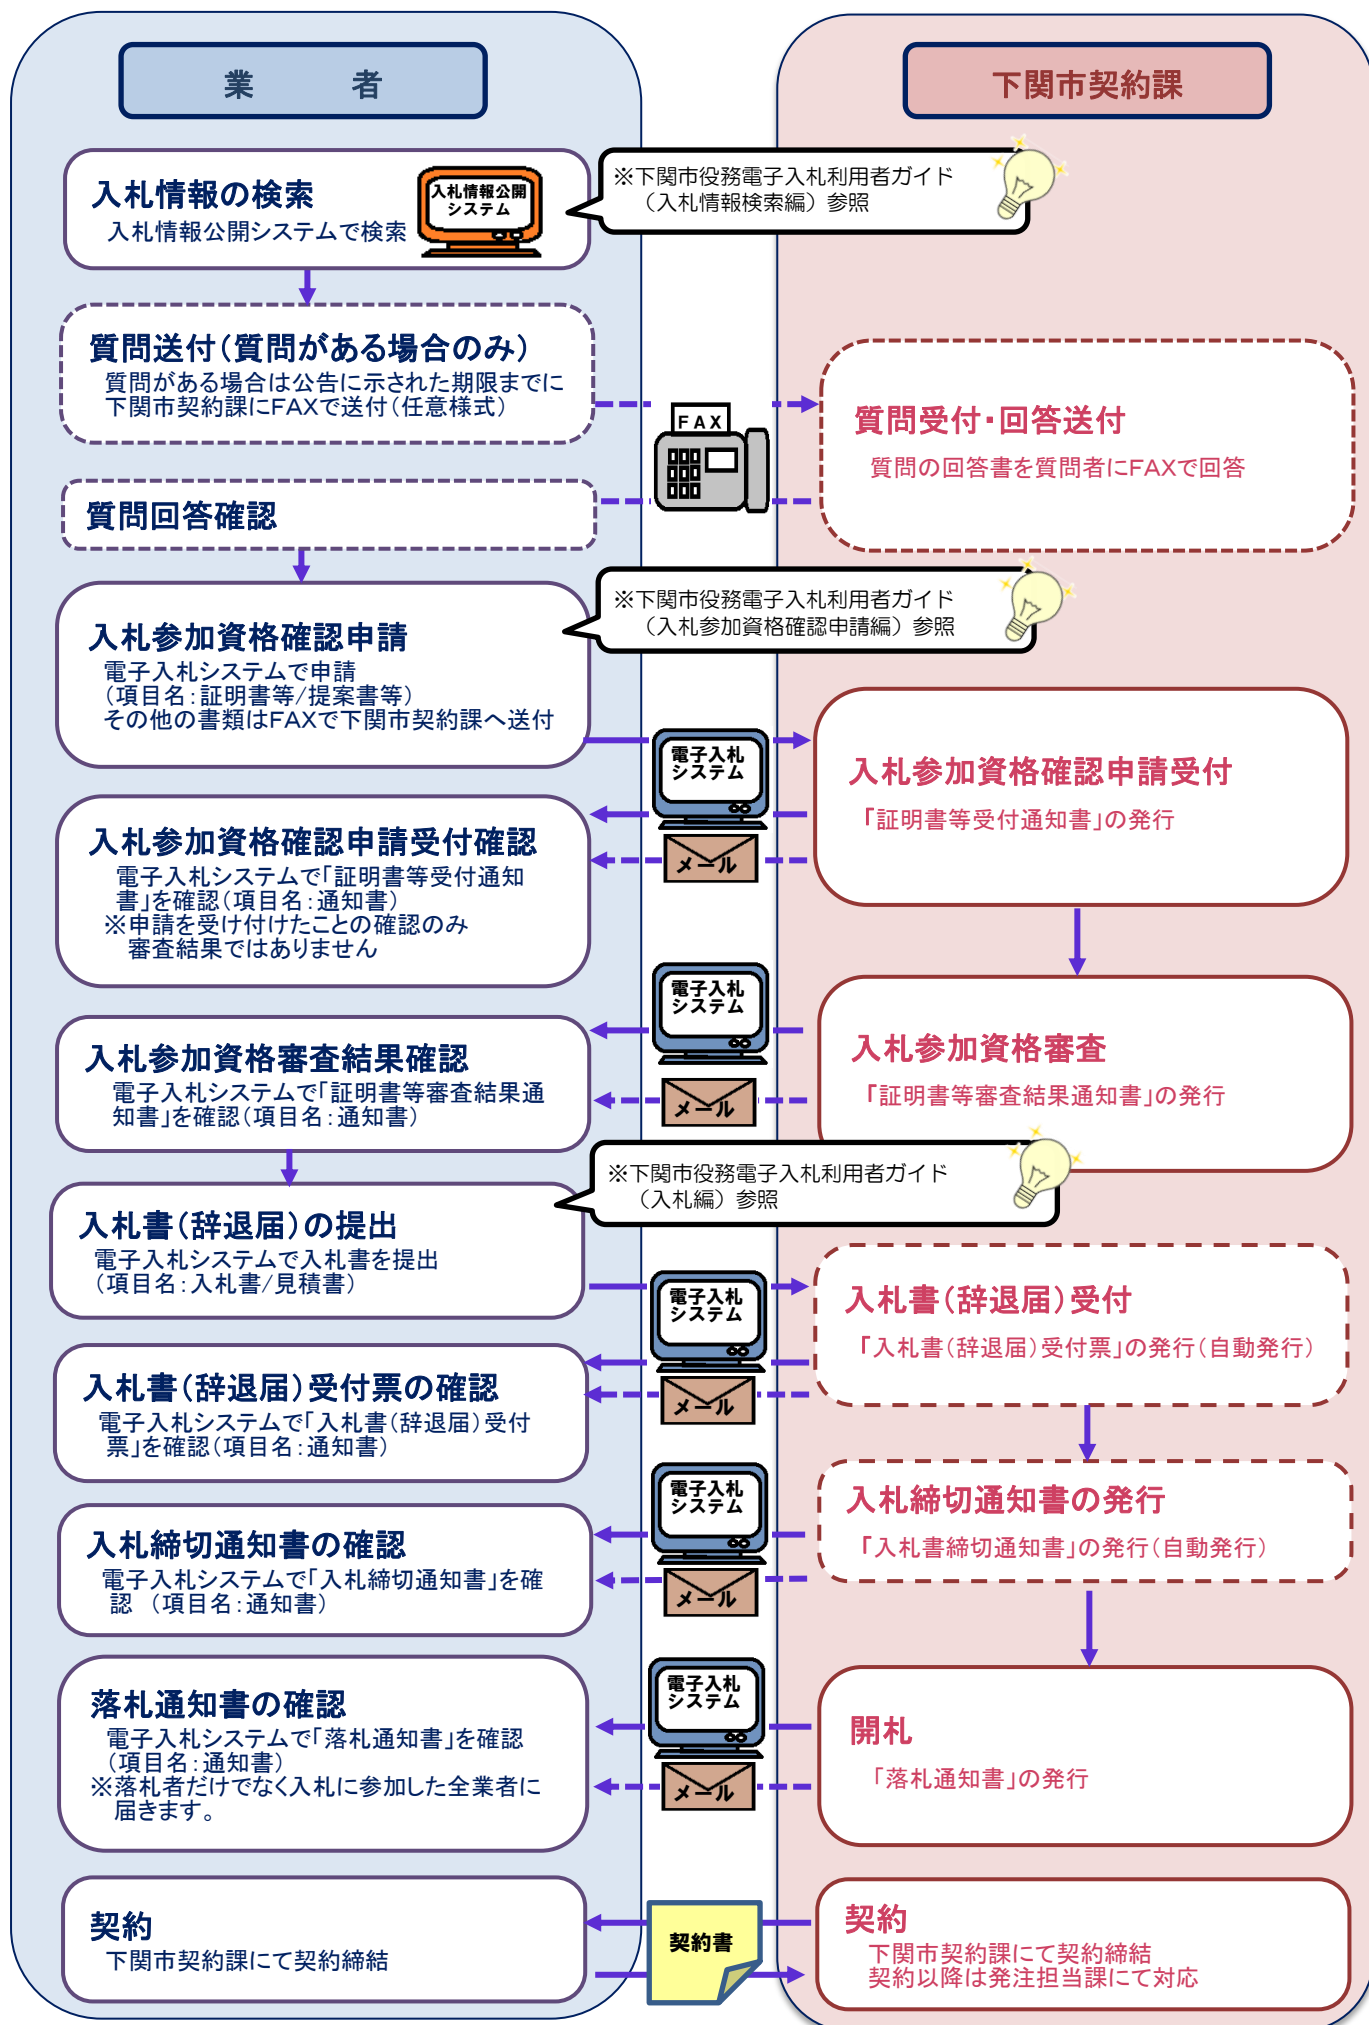 業　　　者
下関市契約課
入札情報の検索
入札情報公開システムで検索
入札情報公開
システム
※下関市役務電子入札利用者ガイド
（入札情報検索編）参照
質問送付（質問がある場合のみ）
質問がある場合は公告に示された期限までに
下関市契約課にFAXで送付（任意様式）
FAX
質問受付・回答送付
質問の回答書を質問者にFAXで回答
質問回答確認
※下関市役務電子入札利用者ガイド
（入札参加資格確認申請編）参照
入札参加資格確認申請
電子入札システムで申請
（項目名：証明書等/提案書等）
その他の書類はFAXで下関市契約課へ送付
電子入札
システム
入札参加資格確認申請受付
「証明書等受付通知書」の発行
メール
入札参加資格確認申請受付確認
電子入札システムで「証明書等受付通知
書」を確認（項目名：通知書）
※申請を受け付けたことの確認のみ
審査結果ではありません
電子入札
システム
入札参加資格審査
「証明書等審査結果通知書」の発行
メール
入札参加資格審査結果確認
電子入札システムで「証明書等審査結果通
知書」を確認（項目名：通知書）
※下関市役務電子入札利用者ガイド
（入札編）参照
入札書（辞退届）の提出
電子入札システムで入札書を提出
（項目名：入札書/見積書）
電子入札
システム
入札書（辞退届）受付
「入札書（辞退届）受付票」の発行（自動発行）
メール
入札書（辞退届）受付票の確認
電子入札システムで「入札書（辞退届）受付
票」を確認（項目名：通知書）
電子入札
システム
入札締切通知書の発行
「入札書締切通知書」の発行（自動発行）
メール
入札締切通知書の確認
電子入札システムで「入札締切通知書」を確
認　（項目名：通知書）
電子入札
システム
開札
「落札通知書」の発行
メール
落札通知書の確認
電子入札システムで「落札通知書」を確認
（項目名：通知書）
※落札者だけでなく入札に参加した全業者に
届きます。
契約
下関市契約課にて契約締結
契約書
契約
下関市契約課にて契約締結
契約以降は発注担当課にて対応